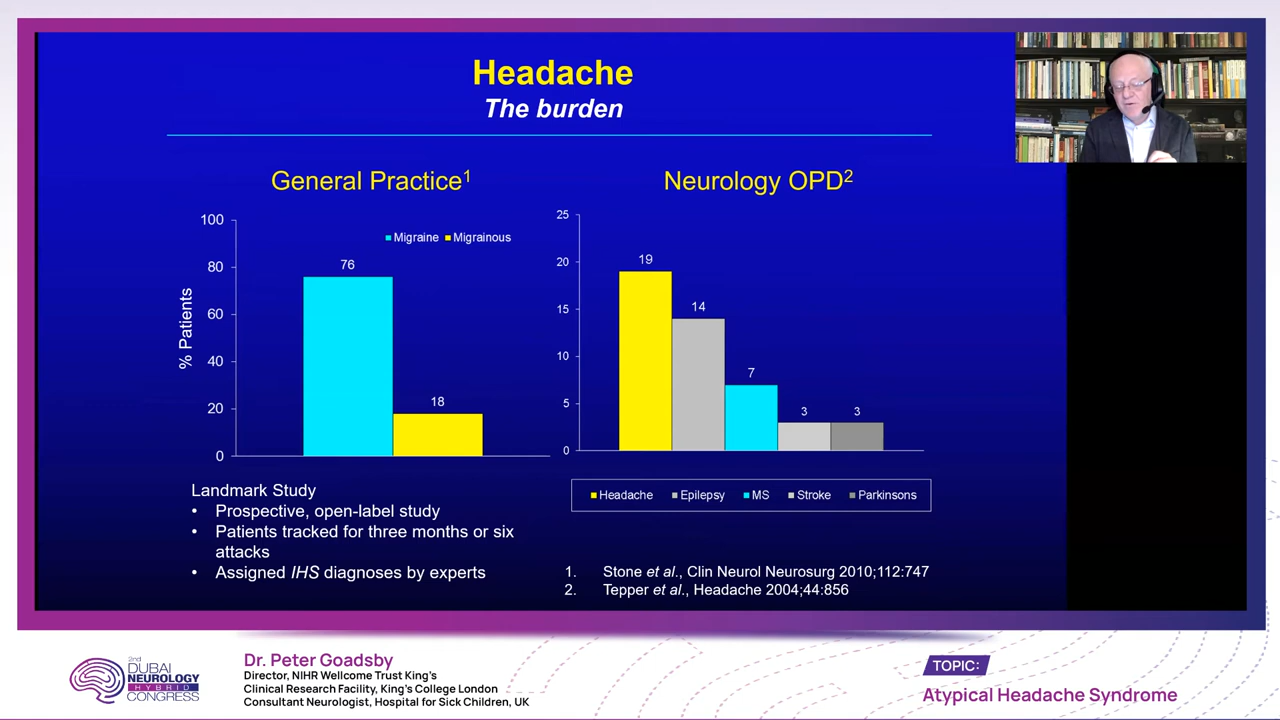 Headache
The burden
General Practice1
Neurology OPD2
100
80
60
40
20
0
% Patients
Migraine Migrainous
76
18
25
20
15
10
5
0
19
14
7
3
3
Headache Epilepsy MS Stroke Parkinsons
Landmark Study
• Prospective, open-label study
• Patients tracked for three months or six
attacks
• Assigned IHS diagnoses by experts
1. Stone et al., Clin Neurol Neurosurg 2010;112:747
2. Tepper et al., Headache 2004;44:856
2nd
DUBAI
NEUROLOGY
HYBRID
CONGRESS
Dr. Peter Goadsby
Director, NIHR Wellcome Trust King's
Clinical Research Facility, King's College London
Consultant Neurologist, Hospital for Sick Children, UK
TOPIC:
Atypical Headache Syndrome